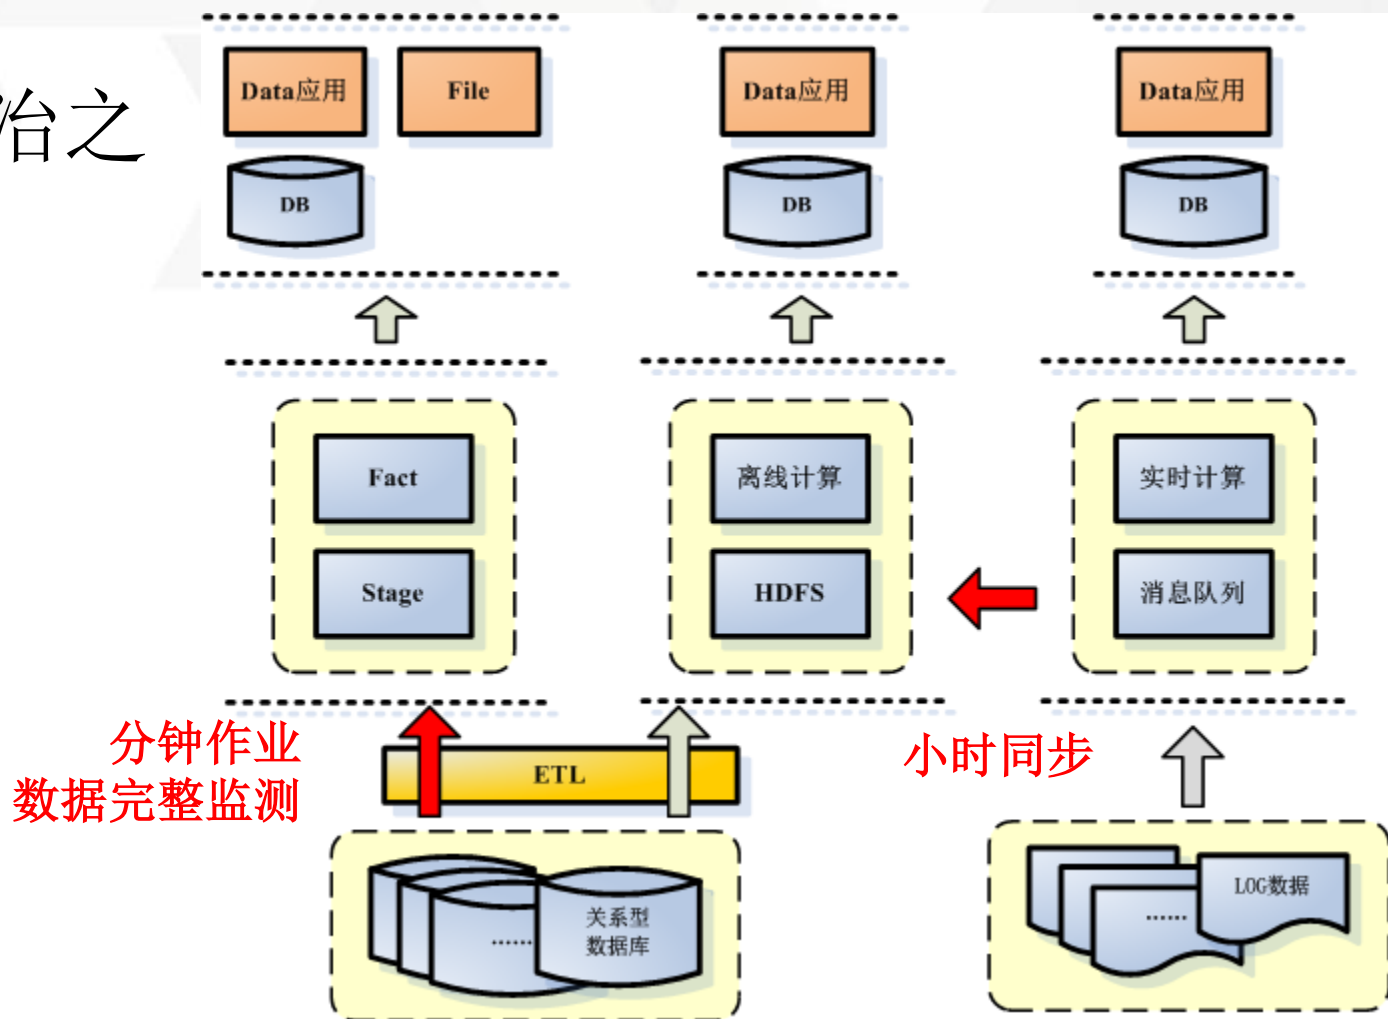 治之
Data应用
File
Data应用
Data应用
DB
DB
DB
Fact
离线计算
实时计算
Stage
HDFS
消息队列
分钟作业
数据完整监测
ETL
小时同步
关系型
数据库
......
LOG数据
......